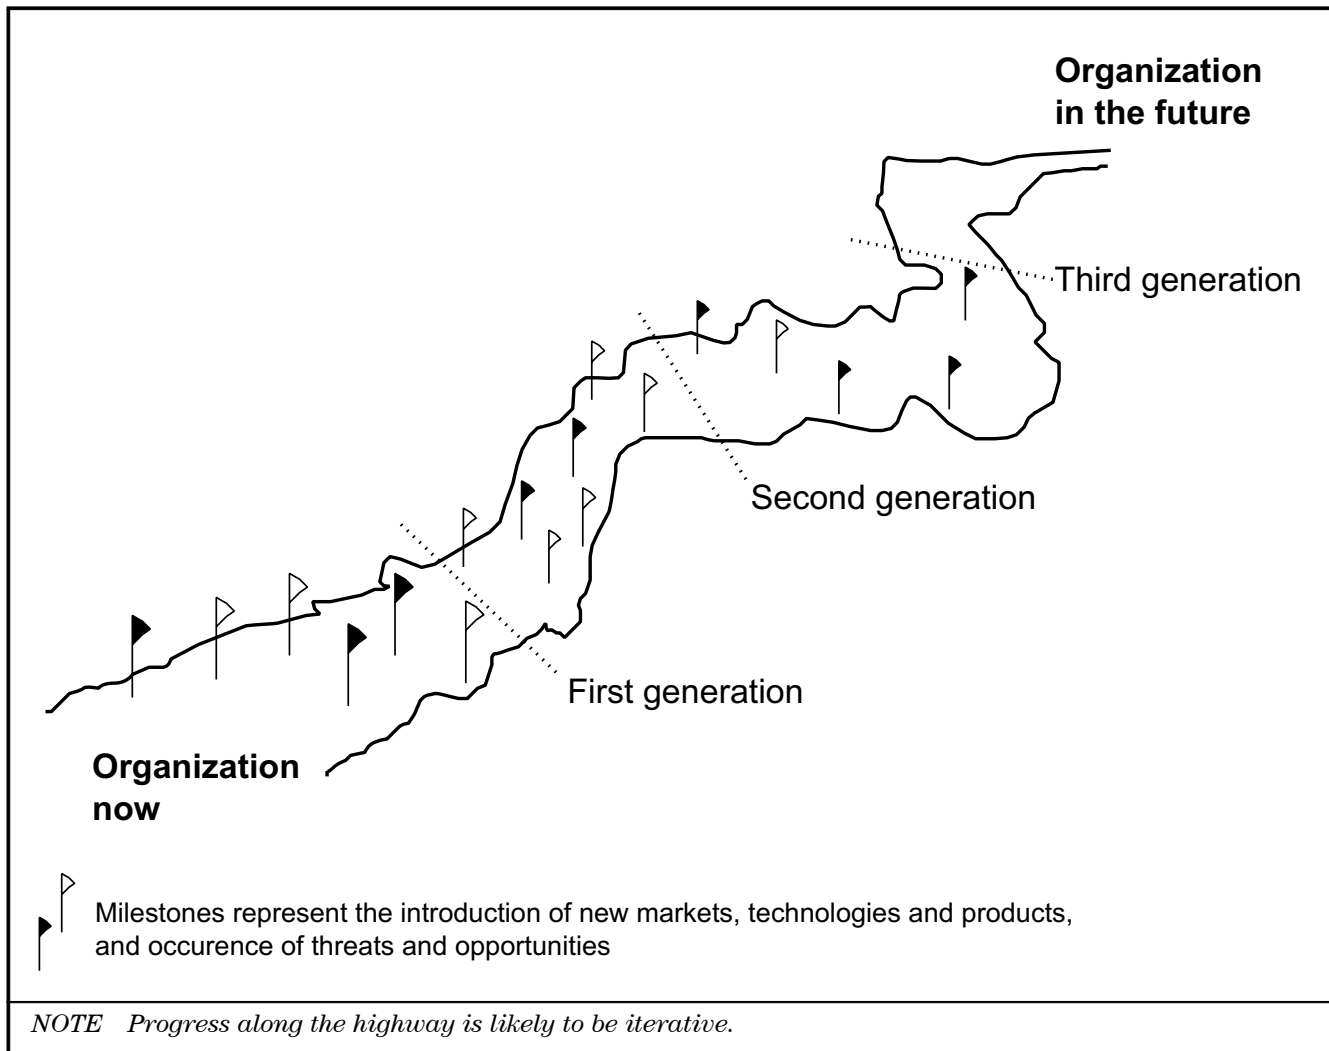 Organization
in the future
Third generation
Second generation
First generation
Organization
now
Milestones represent the introduction of new markets, technologies and products,
and occurence of threats and opportunities
NOTE Progress along the highway is likely to be iterative.